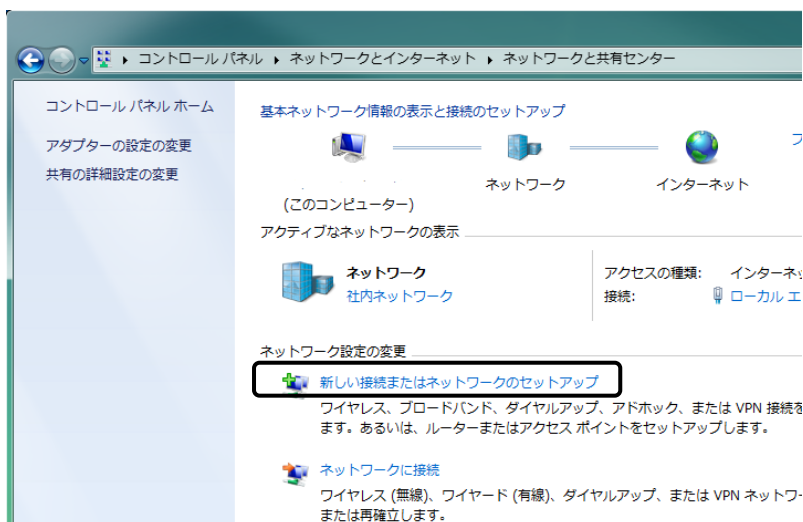 コントロール パネル ▸ ネットワークとインターネット ▸ ネットワークと共有センター
コントロール パネル ホーム
アダプターの設定の変更
共有の詳細設定の変更
基本ネットワーク情報の表示と接続のセットアップ
フ
ネットワーク
インターネット
(このコンピューター)
アクティブなネットワークの表示
ネットワーク
社内ネットワーク
アクセスの種類: インターネッ
接続: ローカル エ
ネットワーク設定の変更
新しい接続またはネットワークのセットアップ
ワイヤレス、ブロードバンド、ダイヤルアップ、アドホック、または VPN 接続を
ます。あるいは、ルーターまたはアクセス ポイントをセットアップします。
ネットワークに接続
ワイヤレス (無線)、ワイヤード (有線)、ダイヤルアップ、または VPN ネットワー
または再確立します。